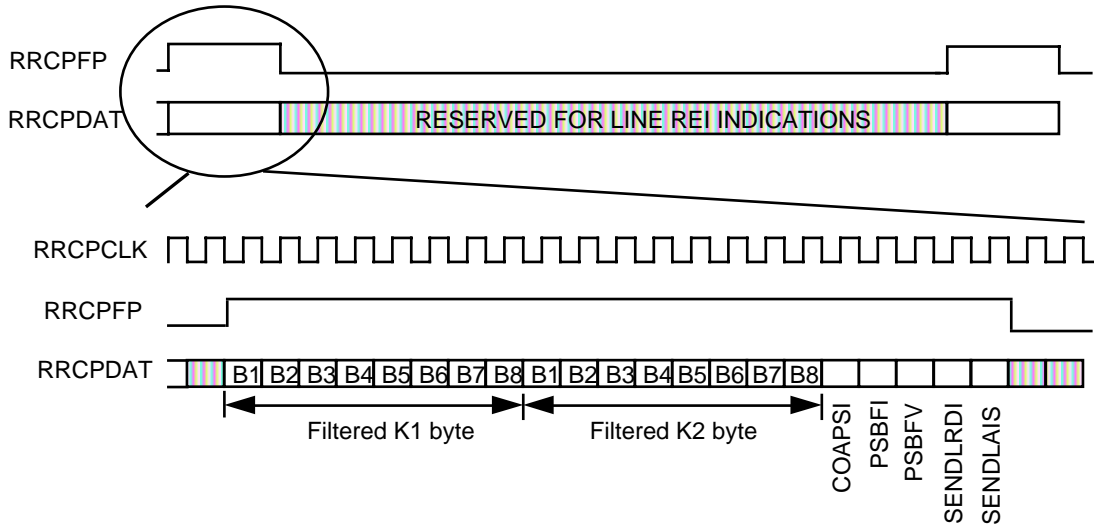 RRCPFP
RRCPDAT
RESERVED FOR LINE REI INDICATIONS
RRCPCLK
RRCPFP
RRCPDAT
B1 B2 B3 B4 B5 B6 B7 B8 B1 B2 B3 B4 B5 B6 B7 B8
Filtered K1 byte
Filtered K2 byte
COAPSI
PSBFI
PSBFV
SENDLRDI
SENDLAIS